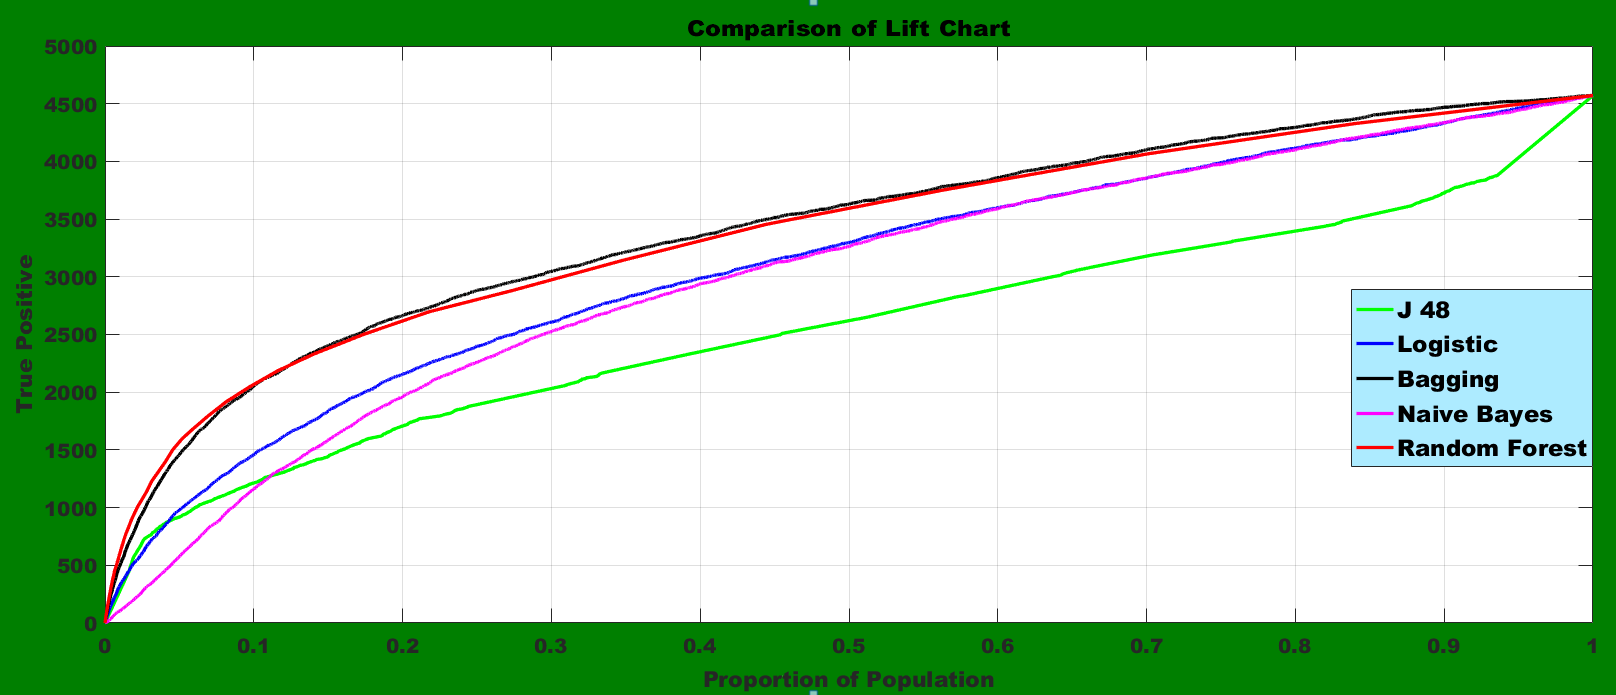 Comparison of Lift Chart
5000
4500
4000
3500
3000
2500
2000
1500
1000
500
0
True Positive
J 48
Logistic
Bagging
Naive Bayes
Random Forest
0 0.1 0.2 0.3 0.4 0.5 0.6 0.7 0.8 0.9 1
Proportion of Population